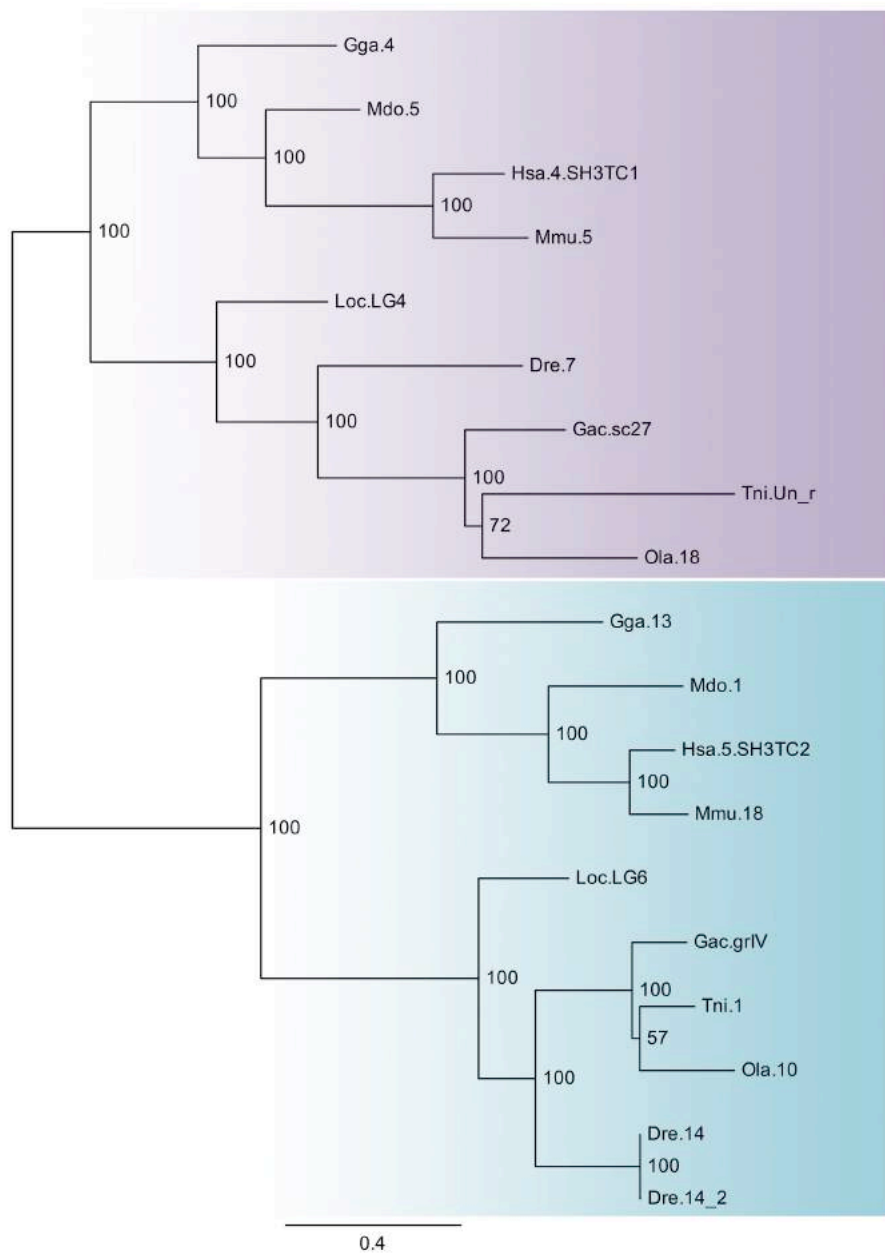 Gga.4
100
Mdo.5
100
Hsa.4.SH3TC1
100
Mmu.5
100
Loc.LG4
100
Dre.7
100
Gac.sc27
100
Tni.Un_r
72
Ola.18
Gga.13
100
Mdo.1
100
Hsa.5.SH3TC2
100
Mmu.18
100
Loc.LG6
100
Gac.grIV
100
Tni.1
57
Ola.10
100
Dre.14
100
Dre.14_2
0.4